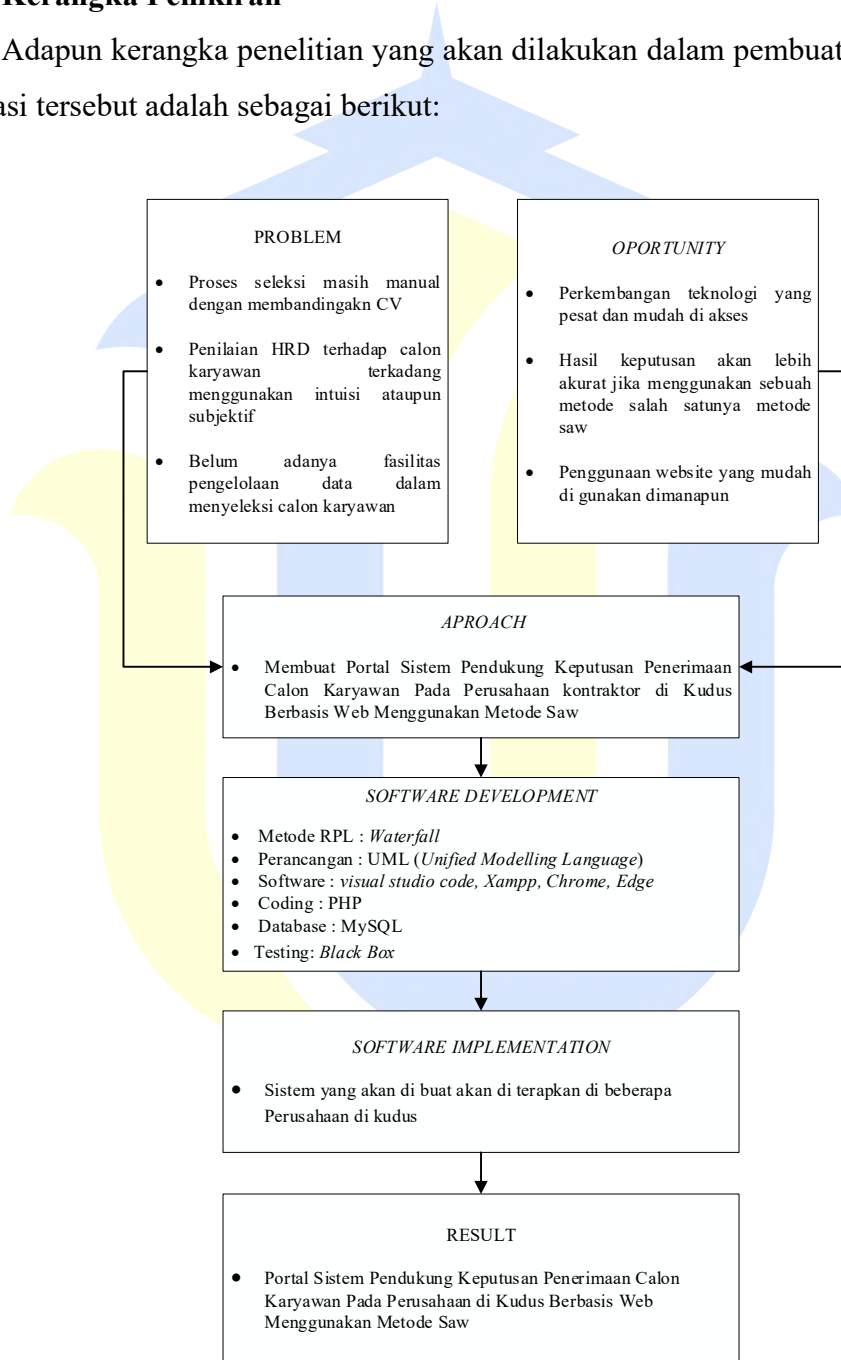 Kerangka Pemikiran
Adapun kerangka penelitian yang akan dilakukan dalam pembuat
asi tersebut adalah sebagai berikut:
PROBLEM
• Proses seleksi masih manual
dengan membandingakn CV
• Penilaian HRD terhadap calon
karyawan terkadang
menggunakan intuisi ataupun
subjektif
• Belum adanya fasilitas
pengelolaan data dalam
menyeleksi calon karyawan
OPORTUNITY
• Perkembangan teknologi yang
pesat dan mudah di akses
• Hasil keputusan akan lebih
akurat jika menggunakan sebuah
metode salah satunya metode
saw
• Penggunaan website yang mudah
di gunakan dimanapun
APROACH
• Membuat Portal Sistem Pendukung Keputusan Penerimaan
Calon Karyawan Pada Perusahaan kontraktor di Kudus
Berbasis Web Menggunakan Metode Saw
SOFTWARE DEVELOPMENT
• Metode RPL : Waterfall
• Perancangan : UML (Unified Modelling Language)
• Software : visual studio code, Xampp, Chrome, Edge
• Coding : PHP
• Database : MySQL
• Testing: Black Box
SOFTWARE IMPLEMENTATION
• Sistem yang akan di buat akan di terapkan di beberapa
Perusahaan di kudus
RESULT
• Portal Sistem Pendukung Keputusan Penerimaan Calon
Karyawan Pada Perusahaan di Kudus Berbasis Web
Menggunakan Metode Saw